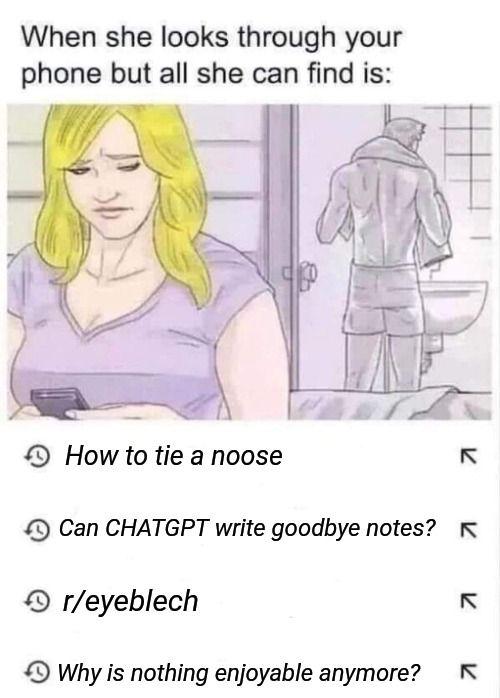 When she looks through your
phone but all she can find is:
How to tie a noose
Can CHATGPT write goodbye notes?
r/eyeblech
Why is nothing enjoyable anymore?